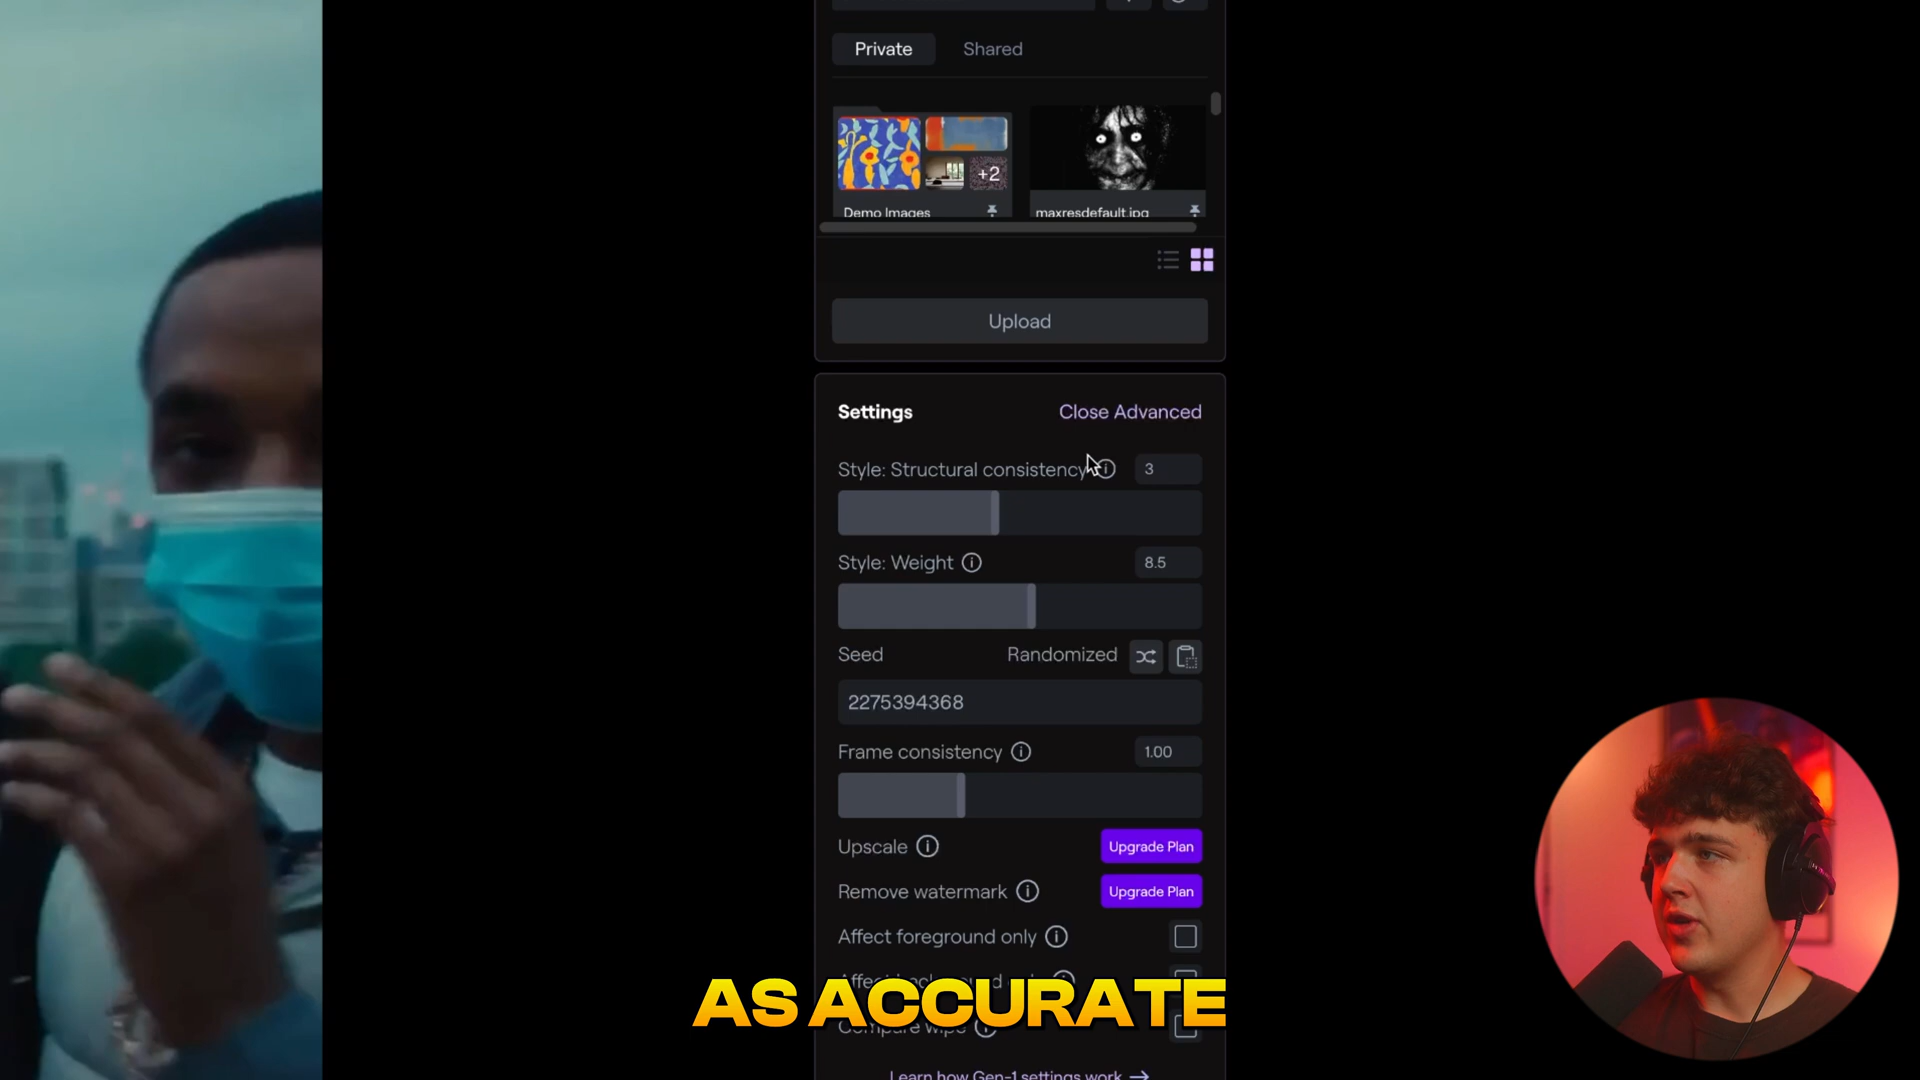 Private Shared
+2
Demo Images maxresdefault.jpg
Upload
Settings Close Advanced
Style: Structural consistency 3
Style: Weight 8.5
Seed Randomized
2275394368
Frame consistency 1.00
Upscale Upgrade Plan
Remove watermark Upgrade Plan
Affect foreground only
AS ACCURATE
Compare wipe
Learn how Gen-1 settings work →